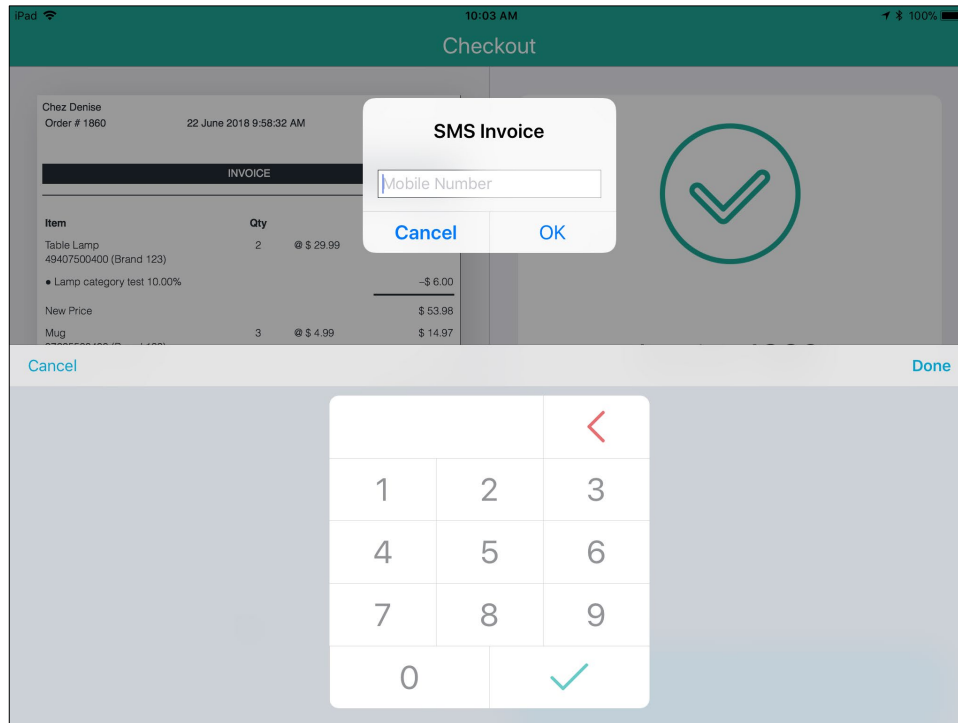 iPad 10:03 AM 100%
Checkout
Chez Denise
Order # 1860 22 June 2018 9:58:32 AM
INVOICE
Item Qty
Table Lamp 2 @ $ 29.99
49407500400 (Brand 123)
• Lamp category test 10.00% –$ 6.00
New Price $ 53.98
Mug 3 @ $ 4.99 $ 14.97
SMS Invoice
Mobile Number
Cancel OK
Cancel Done
1 2 3
4 5 6
7 8 9
0